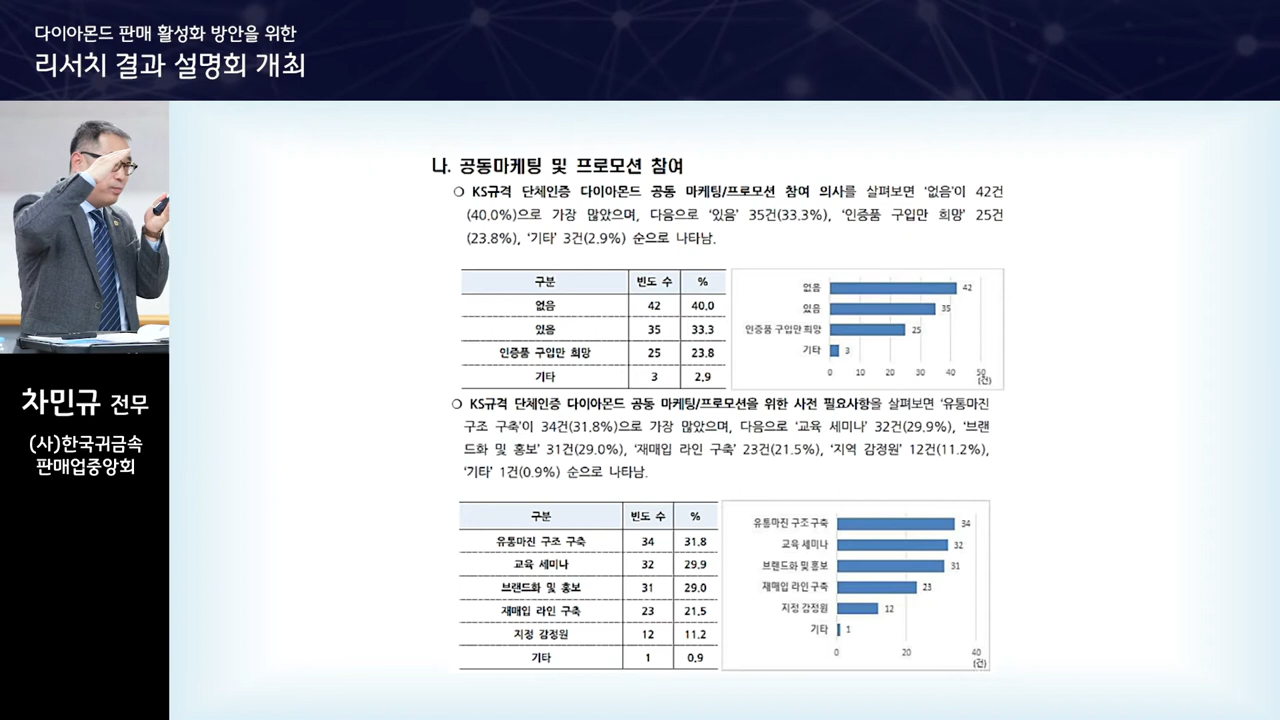 다이아몬드 판매 활성화 방안을 위한
리서치 결과 설명회 개최
차민규 전무
(사)한국귀금속
판매업중앙회
나. 공동마케팅 및 프로모션 참여
○ KS규격 단체인증 다이아몬드 공동 마케팅/프로모션 참여 의사를 살펴보면 '없음'이 42건
(40.0%)으로 가장 많았으며, 다음으로 '있음' 35건(33.3%), '인증품 구입만 희망' 25건
(23.8%), '기타' 3건(2.9%) 순으로 나타남.
구분 빈도 수 %
없음 42 40.0
있음 35 33.3
인증품 구입만 희망 25 23.8
기타 3 2.9
없음 42
있음 35
인증품 구입만 희망 25
기타 3
0 10 20 30 40 50
(건)
○ KS규격 단체인증 다이아몬드 공동 마케팅/프로모션을 위한 사전 필요사항을 살펴보면 '유통마진
구조 구축'이 34건(31.8%)으로 가장 많았으며, 다음으로 '교육 세미나' 32건(29.9%), '브랜
드화 및 홍보' 31건(29.0%), '재매입 라인 구축' 23건(21.5%), '지역 감정원' 12건(11.2%),
'기타' 1건(0.9%) 순으로 나타남.
구분 빈도 수 %
유통마진 구조 구축 34 31.8
교육 세미나 32 29.9
브랜드화 및 홍보 31 29.0
재매입 라인 구축 23 21.5
지정 감정원 12 11.2
기타 1 0.9
유통마진 구조 구축 34
교육 세미나 32
브랜드화 및 홍보 31
재매입 라인 구축 23
지정 감정원 12
기타 1
0 20 40
(건)